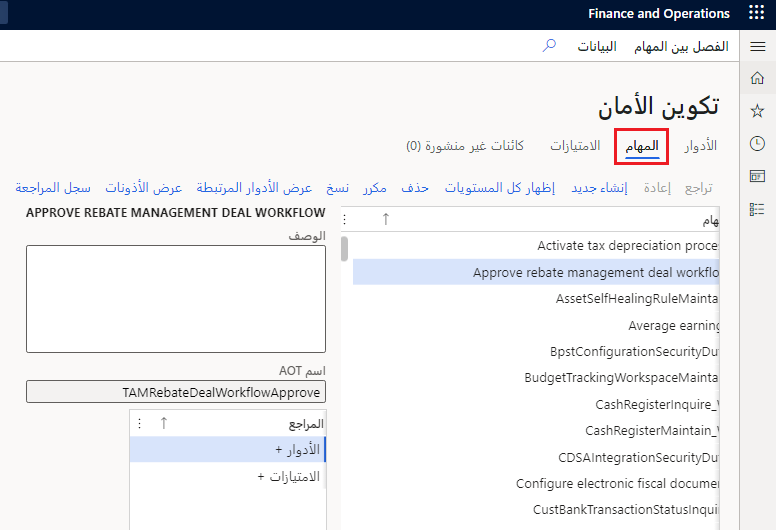 Finance and Operations
الفصل بين المهام البيانات
تكوين الأمان
الأدوار المهام الامتيازات كائنات غير منشورة (0)
تراجع إعادة إنشاء جديد إظهار كل المستويات حذف مكرر نسخ عرض الأدوار المرتبطة عرض الأذونات سجل المراجعة
هام
Activate tax depreciation proce
Approve rebate management deal workflo
AssetSelfHealingRuleMainta
Average earning
BpstConfigurationSecurityDu
BudgetTrackingWorkspaceMainta
CashRegisterInquire_
CashRegisterMaintain_
CDSAIntegrationSecurityDu
Configure electronic fiscal documen
CustBankTransactionStatusInqui
APPROVE REBATE MANAGEMENT DEAL WORKFLOW
الوصف
اسم AOT
TAMRebateDealWorkflowApprove
المراجع
الأدوار +
الامتيازات +